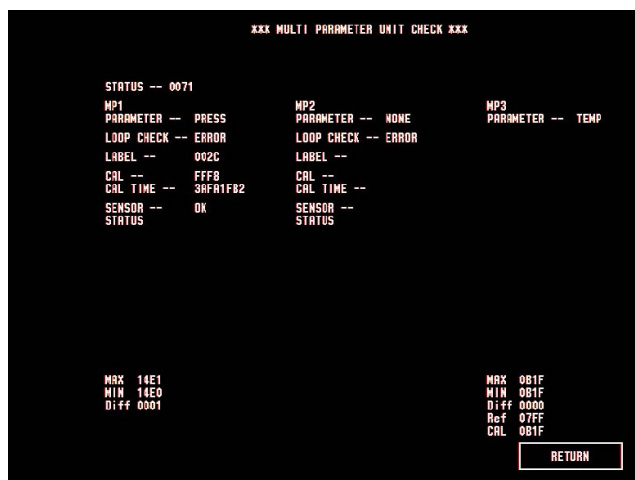 *** MULTI PARAMETER UNIT CHECK ***
STATUS -- 0071
MP1 MP2 MP3
PARAMETER -- PRESS PARAMETER -- NONE PARAMETER -- TEMP
LOOP CHECK -- ERROR LOOP CHECK -- ERROR
LABEL -- 002C LABEL --
CAL -- FFF8 CAL --
CAL TIME -- 3AFA1FB2 CAL TIME --
SENSOR -- OK SENSOR --
STATUS STATUS
MAX 14E1 MAX 0B1F
MIN 14E0 MIN 0B1F
Diff 0001 Diff 0000
Ref 07FF
CAL 0B1F
RETURN